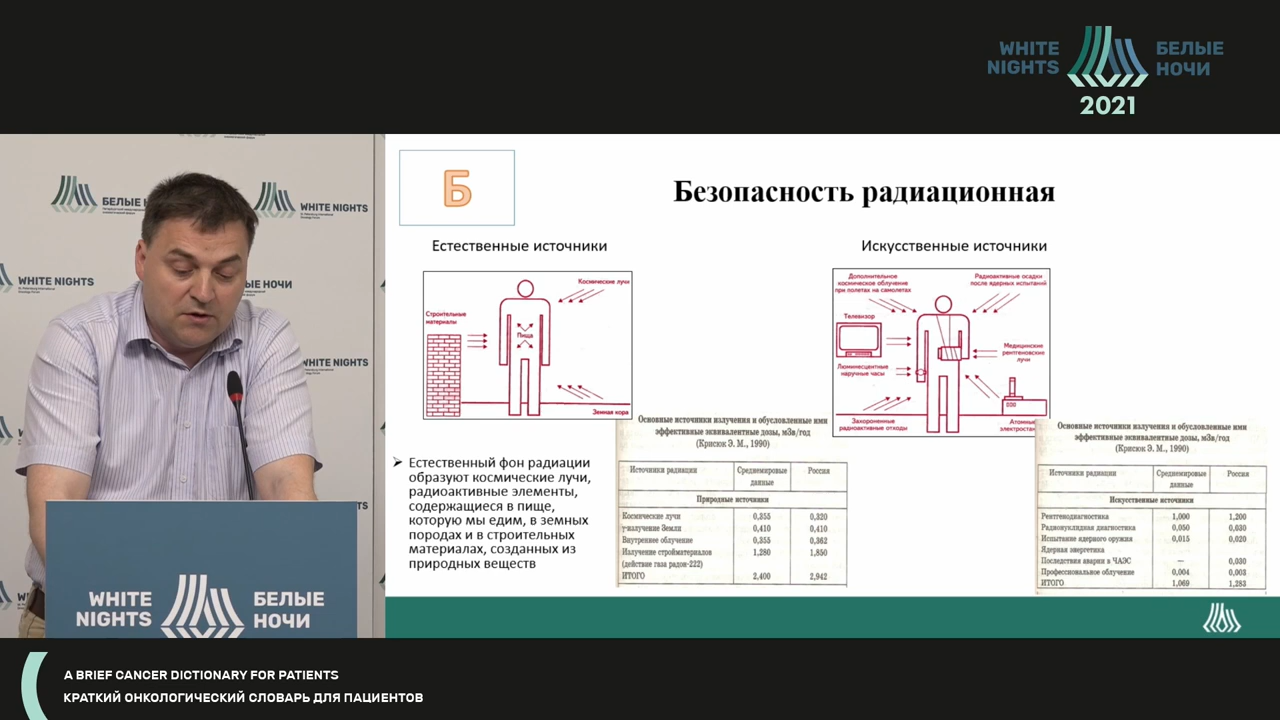 WHITE NIGHTS
БЕЛЫЕ НОЧИ
2021
БЕЛЫЕ Н
WHITE NIGHTS
WHITE NIGHTS
БЕЛЫЕ НОЧИ
WHITE NIGHTS
WHITE NIGHTS
БЕЛЫЕ НОЧИ
Б
Безопасность радиационная
Естественные источники
Космические лучи
Строительные
материалы
Пища
Земная кора
➢ Естественный фон радиации
образуют космические лучи,
радиоактивные элементы,
содержащиеся в пище,
которую мы едим, в земных
породах и в строительных
материалах, созданных из
природных веществ
Основные источники излучения и обусловленные ими
эффективные эквивалентные дозы, мЗв/год
(Крисюк Э. М., 1990)
Источники радиации Среднемировые данные Россия
Природные источники
Космические лучи 0,355 0,320
γ-излучение Земли 0,410 0,410
Внутреннее облучение 0,355 0,362
Излучение стройматериалов 1,280 1,850
(действие газа радон-222)
ИТОГО 2,400 2,942
Искусственные источники
Дополнительное
космическое облучение
при полетах на самолетах
Радиоактивные осадки
после ядерных испытаний
Телевизор
Люминесцентные
наручные часы
Медицинские
рентгеновские
лучи
Захороненные
радиоактивные отходы
Атомные
электростан
Основные источники излучения и обусловленные ими
эффективные эквивалентные дозы, мЗв/год
(Крисюк Э. М., 1990)
Источники радиации Среднемировые данные Россия
Искусственные источники
Рентгенодиагностика 1,000 1,200
Радионуклидная диагностика 0,050 0,030
Испытание ядерного оружия 0,015 0,020
Ядерная энергетика
Последствия аварии в ЧАЭС — 0,030
Профессиональное облучение 0,004 0,003
ИТОГО 1,069 1,283
A BRIEF CANCER DICTIONARY FOR PATIENTS
КРАТКИЙ ОНКОЛОГИЧЕСКИЙ СЛОВАРЬ ДЛЯ ПАЦИЕНТОВ